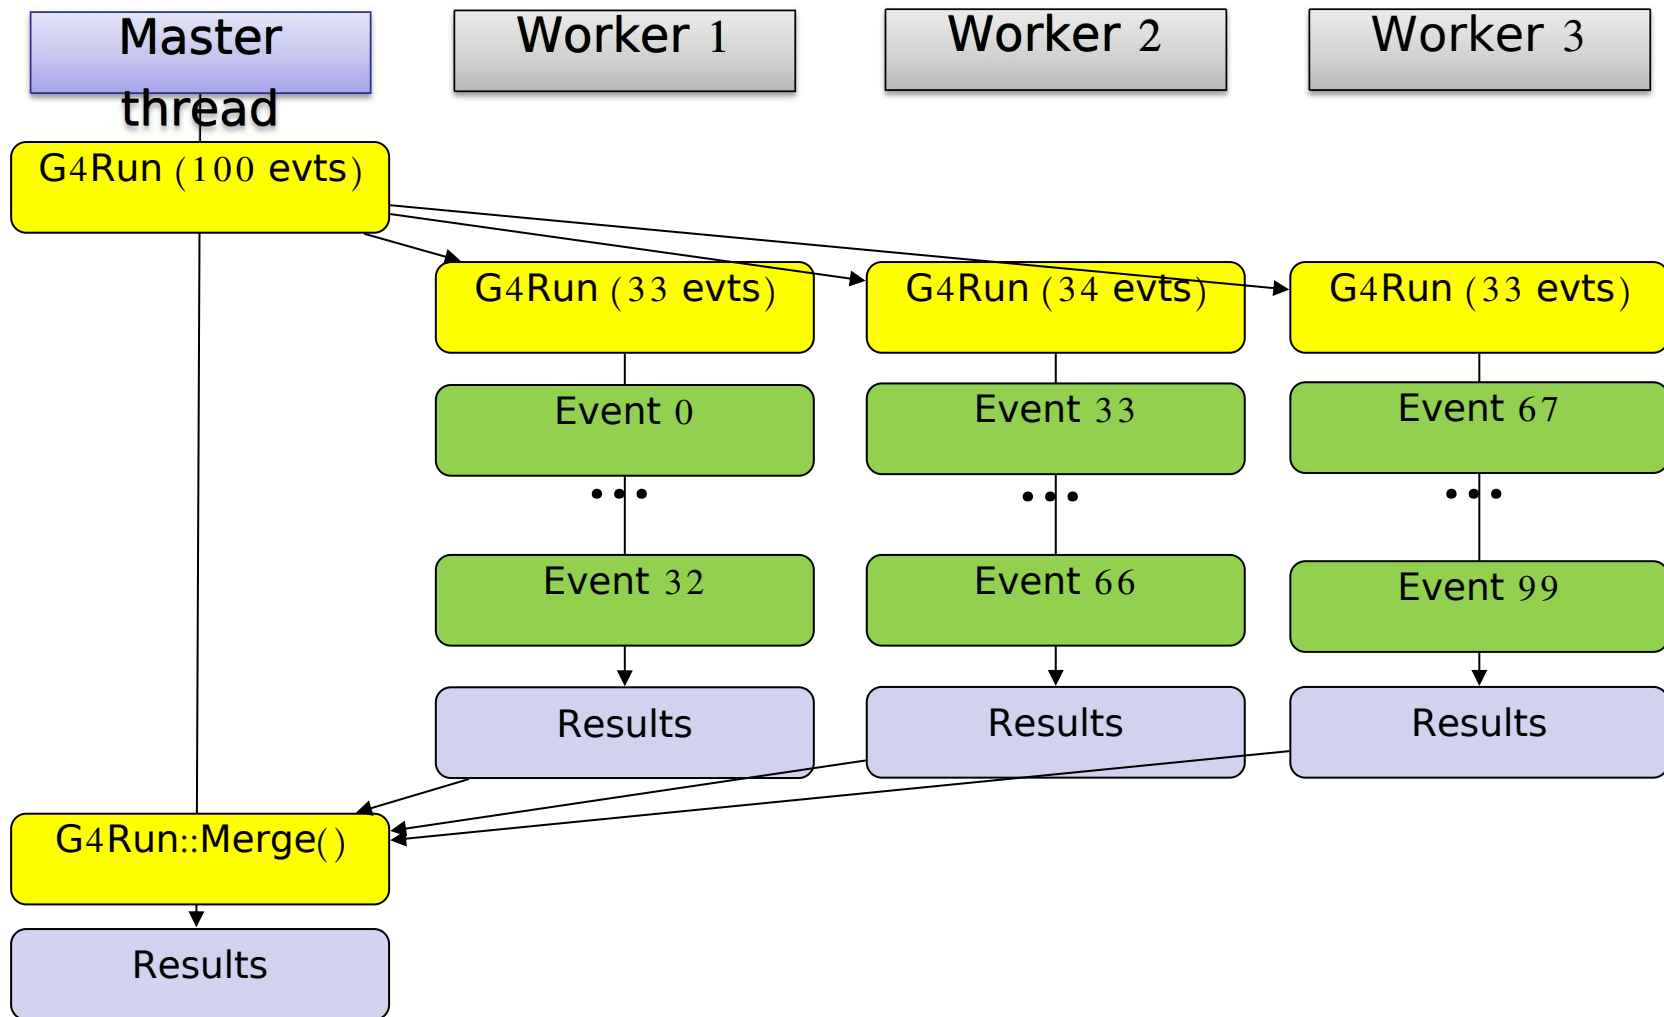 Master
thread
Worker 1
Worker 2
Worker 3
G4Run (100 evts)
G4Run (33 evts)
G4Run (34 evts)
G4Run (33 evts)
Event 0
Event 33
Event 67
...
...
...
Event 32
Event 66
Event 99
Results
Results
Results
G4Run::Merge()
Results